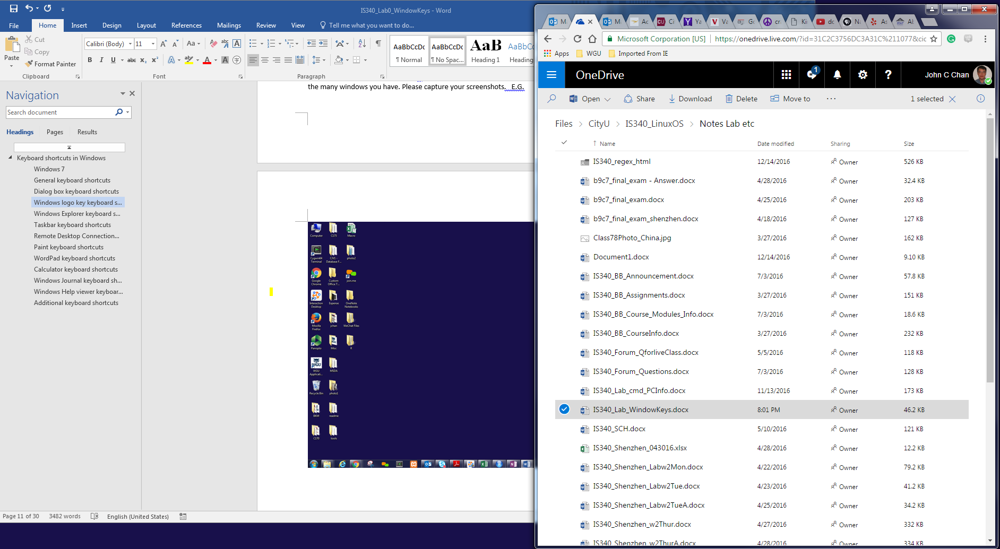 IS340_Lab0_WindowKeys - Word
File Home Insert Design Layout References Mailings Review View Tell me what you want to do...
Paste
Cut
Copy
Format Painter
Clipboard
Calibri (Body) 11
Font
Paragraph
AaBbCcDc
¶ Normal
AaBbCcDc
¶ No Spac...
AaB
Heading 1
AaBbC
Heading
Navigation
Search document
Headings Pages Results
Keyboard shortcuts in Windows
Windows 7
General keyboard shortcuts
Dialog box keyboard shortcuts
Windows logo key keyboard s...
Windows Explorer keyboard s...
Taskbar keyboard shortcuts
Remote Desktop Connection...
Paint keyboard shortcuts
WordPad keyboard shortcuts
Calculator keyboard shortcuts
Windows Journal keyboard sh...
Windows Help viewer keyboar...
Additional keyboard shortcuts
the many windows you have. Please capture your screenshots. E.G.
Computer C175 Macro
Cygwin64 Terminal
photo2
Google Chrome
Custom Office T...
join.me
Interaction Desktop
Expense
OneNote Notebooks
Mozilla Firefox
jchan
WeChat Files
Panopto Misc R
WGU Applicati...
MSDA
Recycle Bin photo1
BKM readme
C170 tools
Page 11 of 30 3482 words English (United States)
Microsoft Corporation [US] https://onedrive.live.com/?id=31C2C3756DC3A31C%211077&cic
Apps WGU Imported From IE
OneDrive
1
?
John C Chan
Open Share Download Delete Move to ... 1 selected
Files > CityU > IS340_LinuxOS > Notes Lab etc
Name Date modified Sharing Size
IS340_regex_html 12/14/2016 Owner 526 KB
b9c7_final_exam - Answer.docx 4/28/2016 Owner 32.4 KB
b9c7_final_exam.docx 4/25/2016 Owner 203 KB
b9c7_final_exam_shenzhen.docx 4/18/2016 Owner 127 KB
Class78Photo_China.jpg 3/27/2016 Owner 162 KB
Document1.docx 12/14/2016 Owner 9.10 KB
IS340_BB_Announcement.docx 7/3/2016 Owner 57.8 KB
IS340_BB_Assignments.docx 3/27/2016 Owner 151 KB
IS340_BB_Course_Modules_Info.docx 7/3/2016 Owner 18.6 KB
IS340_BB_CourseInfo.docx 3/27/2016 Owner 232 KB
IS340_Forum_QforliveClass.docx 5/5/2016 Owner 118 KB
IS340_Forum_Questions.docx 7/3/2016 Owner 128 KB
IS340_Lab_cmd_PCInfo.docx 11/13/2016 Owner 173 KB
IS340_Lab_WindowKeys.docx 8:01 PM Owner 46.2 KB
IS340_SCH.docx 5/10/2016 Owner 121 KB
IS340_Shenzhen_043016.xlsx 4/28/2016 Owner 12.2 KB
IS340_Shenzhen_Labw2Mon.docx 4/22/2016 Owner 79.2 KB
IS340_Shenzhen_Labw2Tue.docx 4/23/2016 Owner 41.2 KB
IS340_Shenzhen_Labw2TueA.docx 4/25/2016 Owner 34.2 KB
IS340_Shenzhen_w2Thur.docx 4/27/2016 Owner 332 KB
IS340_Shenzhen_w2ThurA.docx 4/28/2016 Owner 334 KB